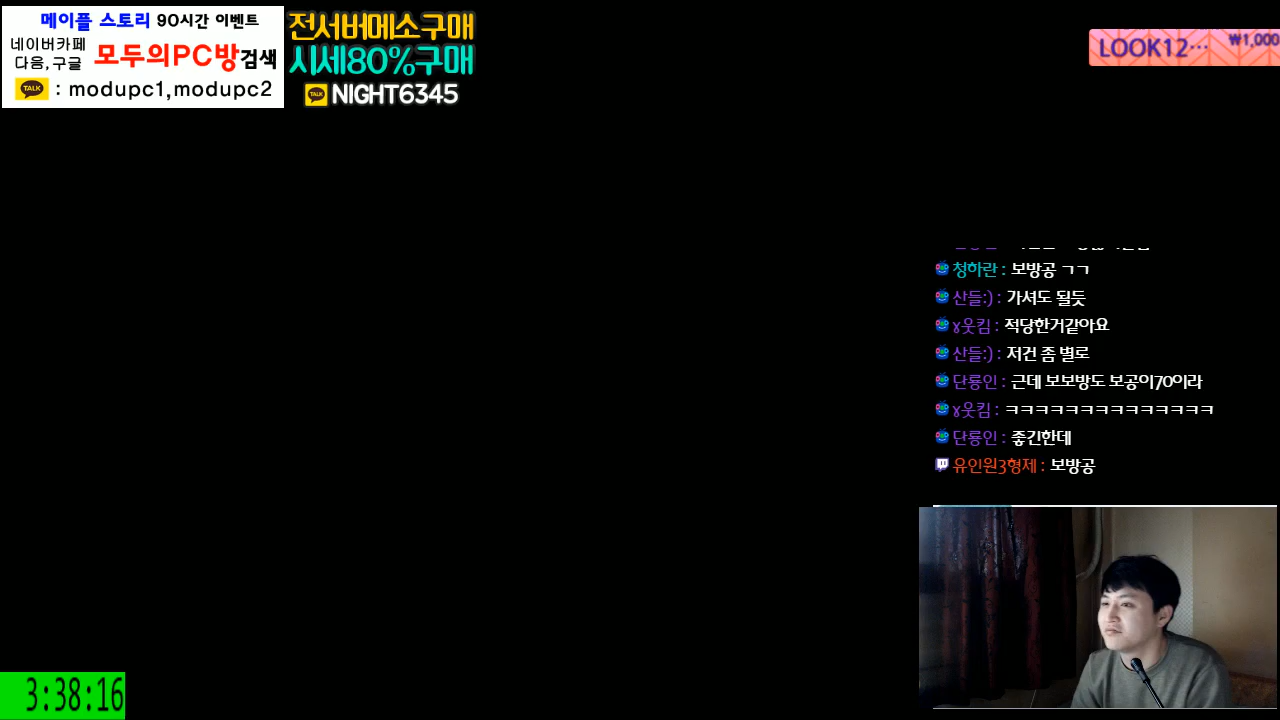 메이플 스토리 90시간 이벤트
네이버카페
다음,구글
모두의PC방검색
TALK : modupc1,modupc2
전서버메소구매
시세80%구매
TALK NIGHT6345
LOOK12… ₩1,000
청하란 : 보방공 ㄱㄱ
산들:) : 가셔도 될듯
४웃킴 : 적당한거같아요
산들:) : 저건 좀 별로
단룡인 : 근데 보보방도 보공이70이라
४웃킴 : ㅋㅋㅋㅋㅋㅋㅋㅋㅋㅋㅋㅋㅋㅋ
단룡인 : 좋긴한데
유인원3형제 : 보방공
3:38:16